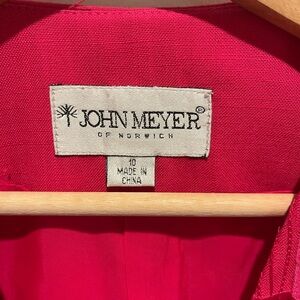 JOHN MEYER®
OF NORWICH
10
MADE IN
CHINA